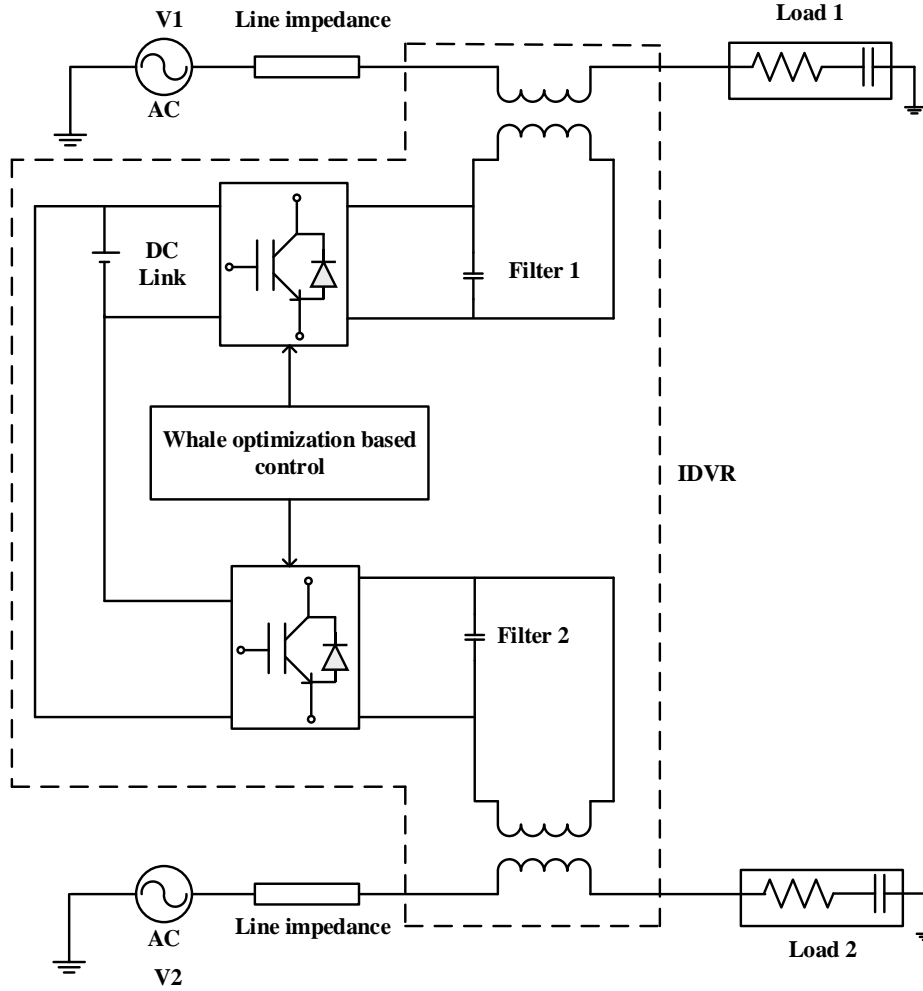 V1
Line impedance
Load 1
AC
DC
Link
Filter 1
Whale optimization based
control
IDVR
Filter 2
AC
Line impedance
Load 2
V2